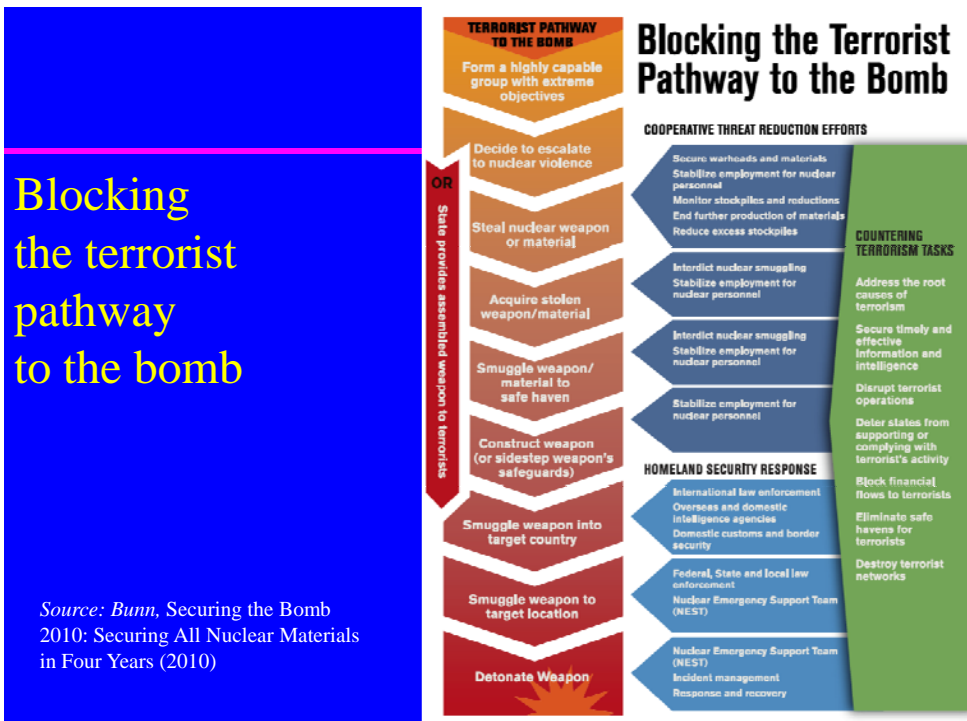 Blocking
the terrorist
pathway
to the bomb
Source: Bunn, Securing the Bomb
2010: Securing All Nuclear Materials
in Four Years (2010)
TERRORIST PATHWAY
TO THE BOMB
Form a highly capable
group with extreme
objectives
Decide to escalate
to nuclear violence
Steal nuclear weapon
or material
Acquire stolen
weapon/material
Smuggle weapon/
material to
safe haven
Construct weapon
(or sidestep weapon's
safeguards)
Smuggle weapon into
target country
Smuggle weapon to
target location
Detonate Weapon
OR
State provides assembled weapon to terrorists
Blocking the Terrorist
Pathway to the Bomb
COOPERATIVE THREAT REDUCTION EFFORTS
Secure warheads and materials
Stabilize employment for nuclear
personnel
Monitor stockpiles and reductions
End further production of materials
Reduce excess stockpiles
Interdict nuclear smuggling
Stabilize employment for
nuclear personnel
Interdict nuclear smuggling
Stabilize employment for
nuclear personnel
Stabilize employment for
nuclear personnel
HOMELAND SECURITY RESPONSE
International law enforcement
Overseas and domestic
intelligence agencies
Domestic customs and border
security
Federal, State and local law
enforcement
Nuclear Emergency Support Team
(NEST)
Nuclear Emergency Support Team
(NEST)
Incident management
Response and recovery
COUNTERING
TERRORISM TASKS
Address the root
causes of
terrorism
Secure timely and
effective
Information and
intelligence
Disrupt terrorist
operations
Deter states from
supporting or
complying with
terrorist's activity
Block financial
flows to terrorists
Eliminate safe
havens for
terrorists
Destroy terrorist
networks